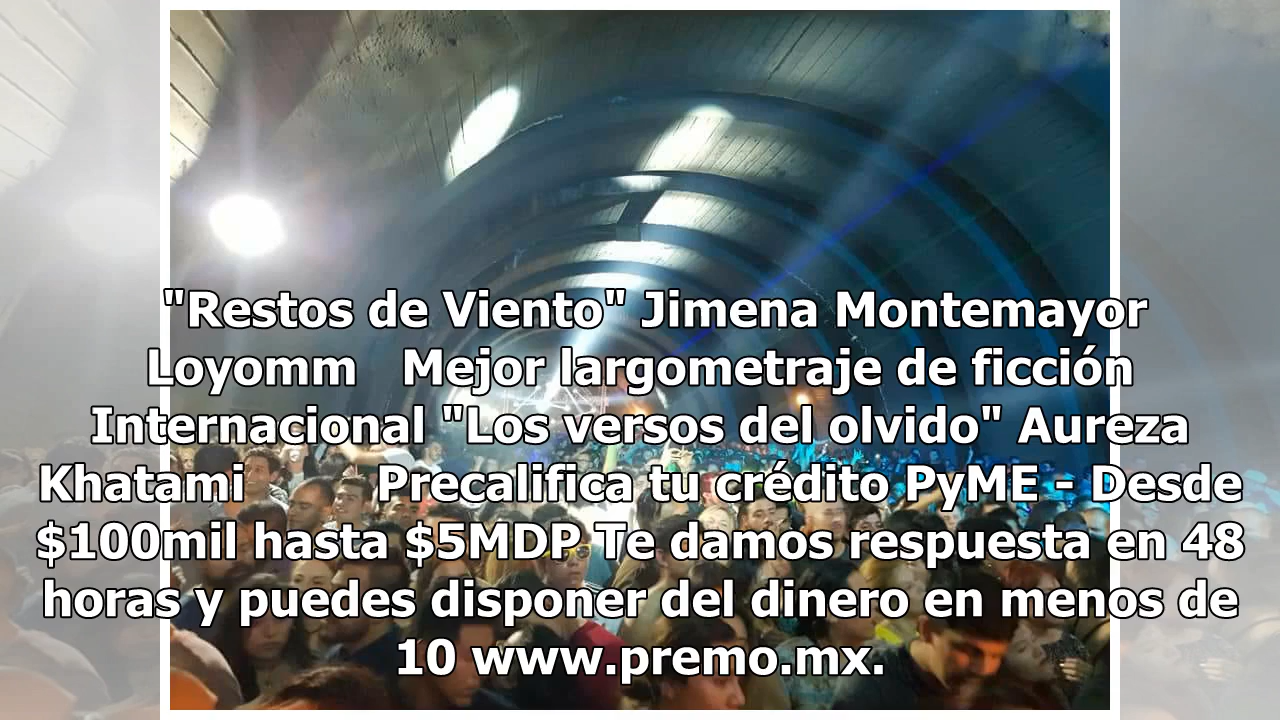 "Restos de Viento" Jimena Montemayor
Loyomm   Mejor largometraje de ficción
Internacional "Los versos del olvido" Aureza
Khatami        Precalifica tu crédito PyME - Desde
$100mil hasta $5MDP Te damos respuesta en 48
horas y puedes disponer del dinero en menos de
10 www.premo.mx.